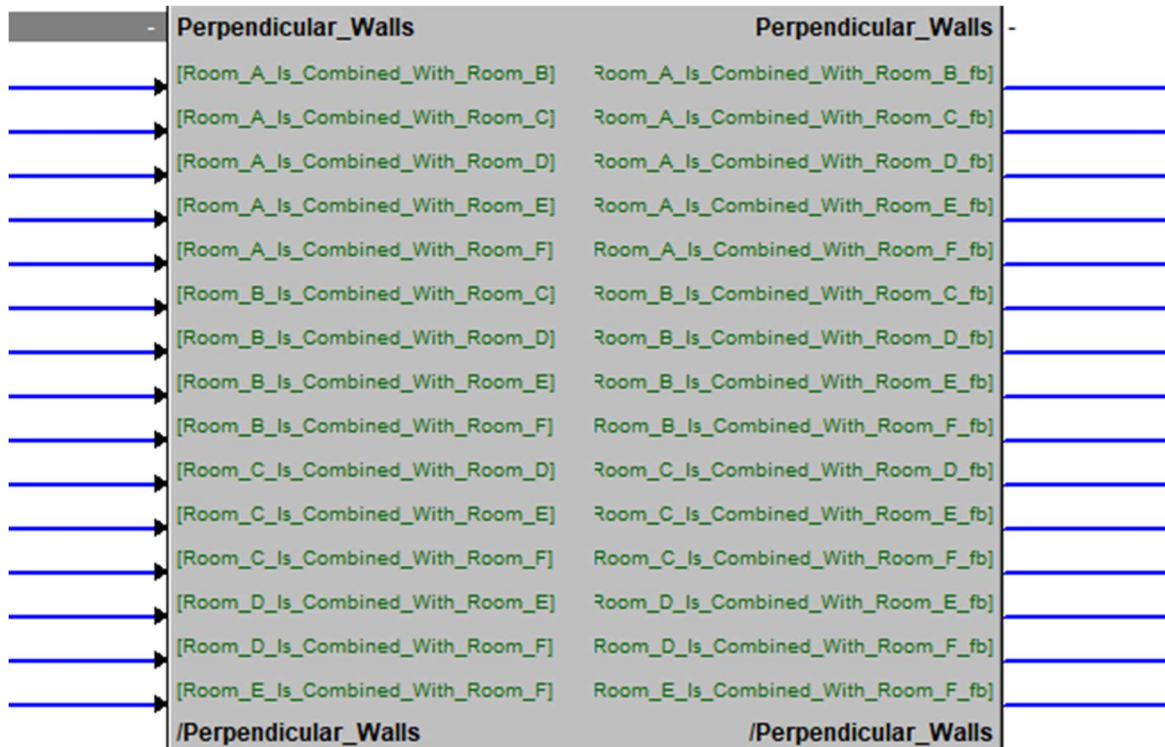 - Perpendicular_Walls Perpendicular_Walls -
[Room_A_Is_Combined_With_Room_B] Room_A_Is_Combined_With_Room_B_fb]
[Room_A_Is_Combined_With_Room_C] Room_A_Is_Combined_With_Room_C_fb]
[Room_A_Is_Combined_With_Room_D] Room_A_Is_Combined_With_Room_D_fb]
[Room_A_Is_Combined_With_Room_E] Room_A_Is_Combined_With_Room_E_fb]
[Room_A_Is_Combined_With_Room_F] Room_A_Is_Combined_With_Room_F_fb]
[Room_B_Is_Combined_With_Room_C] Room_B_Is_Combined_With_Room_C_fb]
[Room_B_Is_Combined_With_Room_D] Room_B_Is_Combined_With_Room_D_fb]
[Room_B_Is_Combined_With_Room_E] Room_B_Is_Combined_With_Room_E_fb]
[Room_B_Is_Combined_With_Room_F] Room_B_Is_Combined_With_Room_F_fb]
[Room_C_Is_Combined_With_Room_D] Room_C_Is_Combined_With_Room_D_fb]
[Room_C_Is_Combined_With_Room_E] Room_C_Is_Combined_With_Room_E_fb]
[Room_C_Is_Combined_With_Room_F] Room_C_Is_Combined_With_Room_F_fb]
[Room_D_Is_Combined_With_Room_E] Room_D_Is_Combined_With_Room_E_fb]
[Room_D_Is_Combined_With_Room_F] Room_D_Is_Combined_With_Room_F_fb]
[Room_E_Is_Combined_With_Room_F] Room_E_Is_Combined_With_Room_F_fb]
/Perpendicular_Walls /Perpendicular_Walls